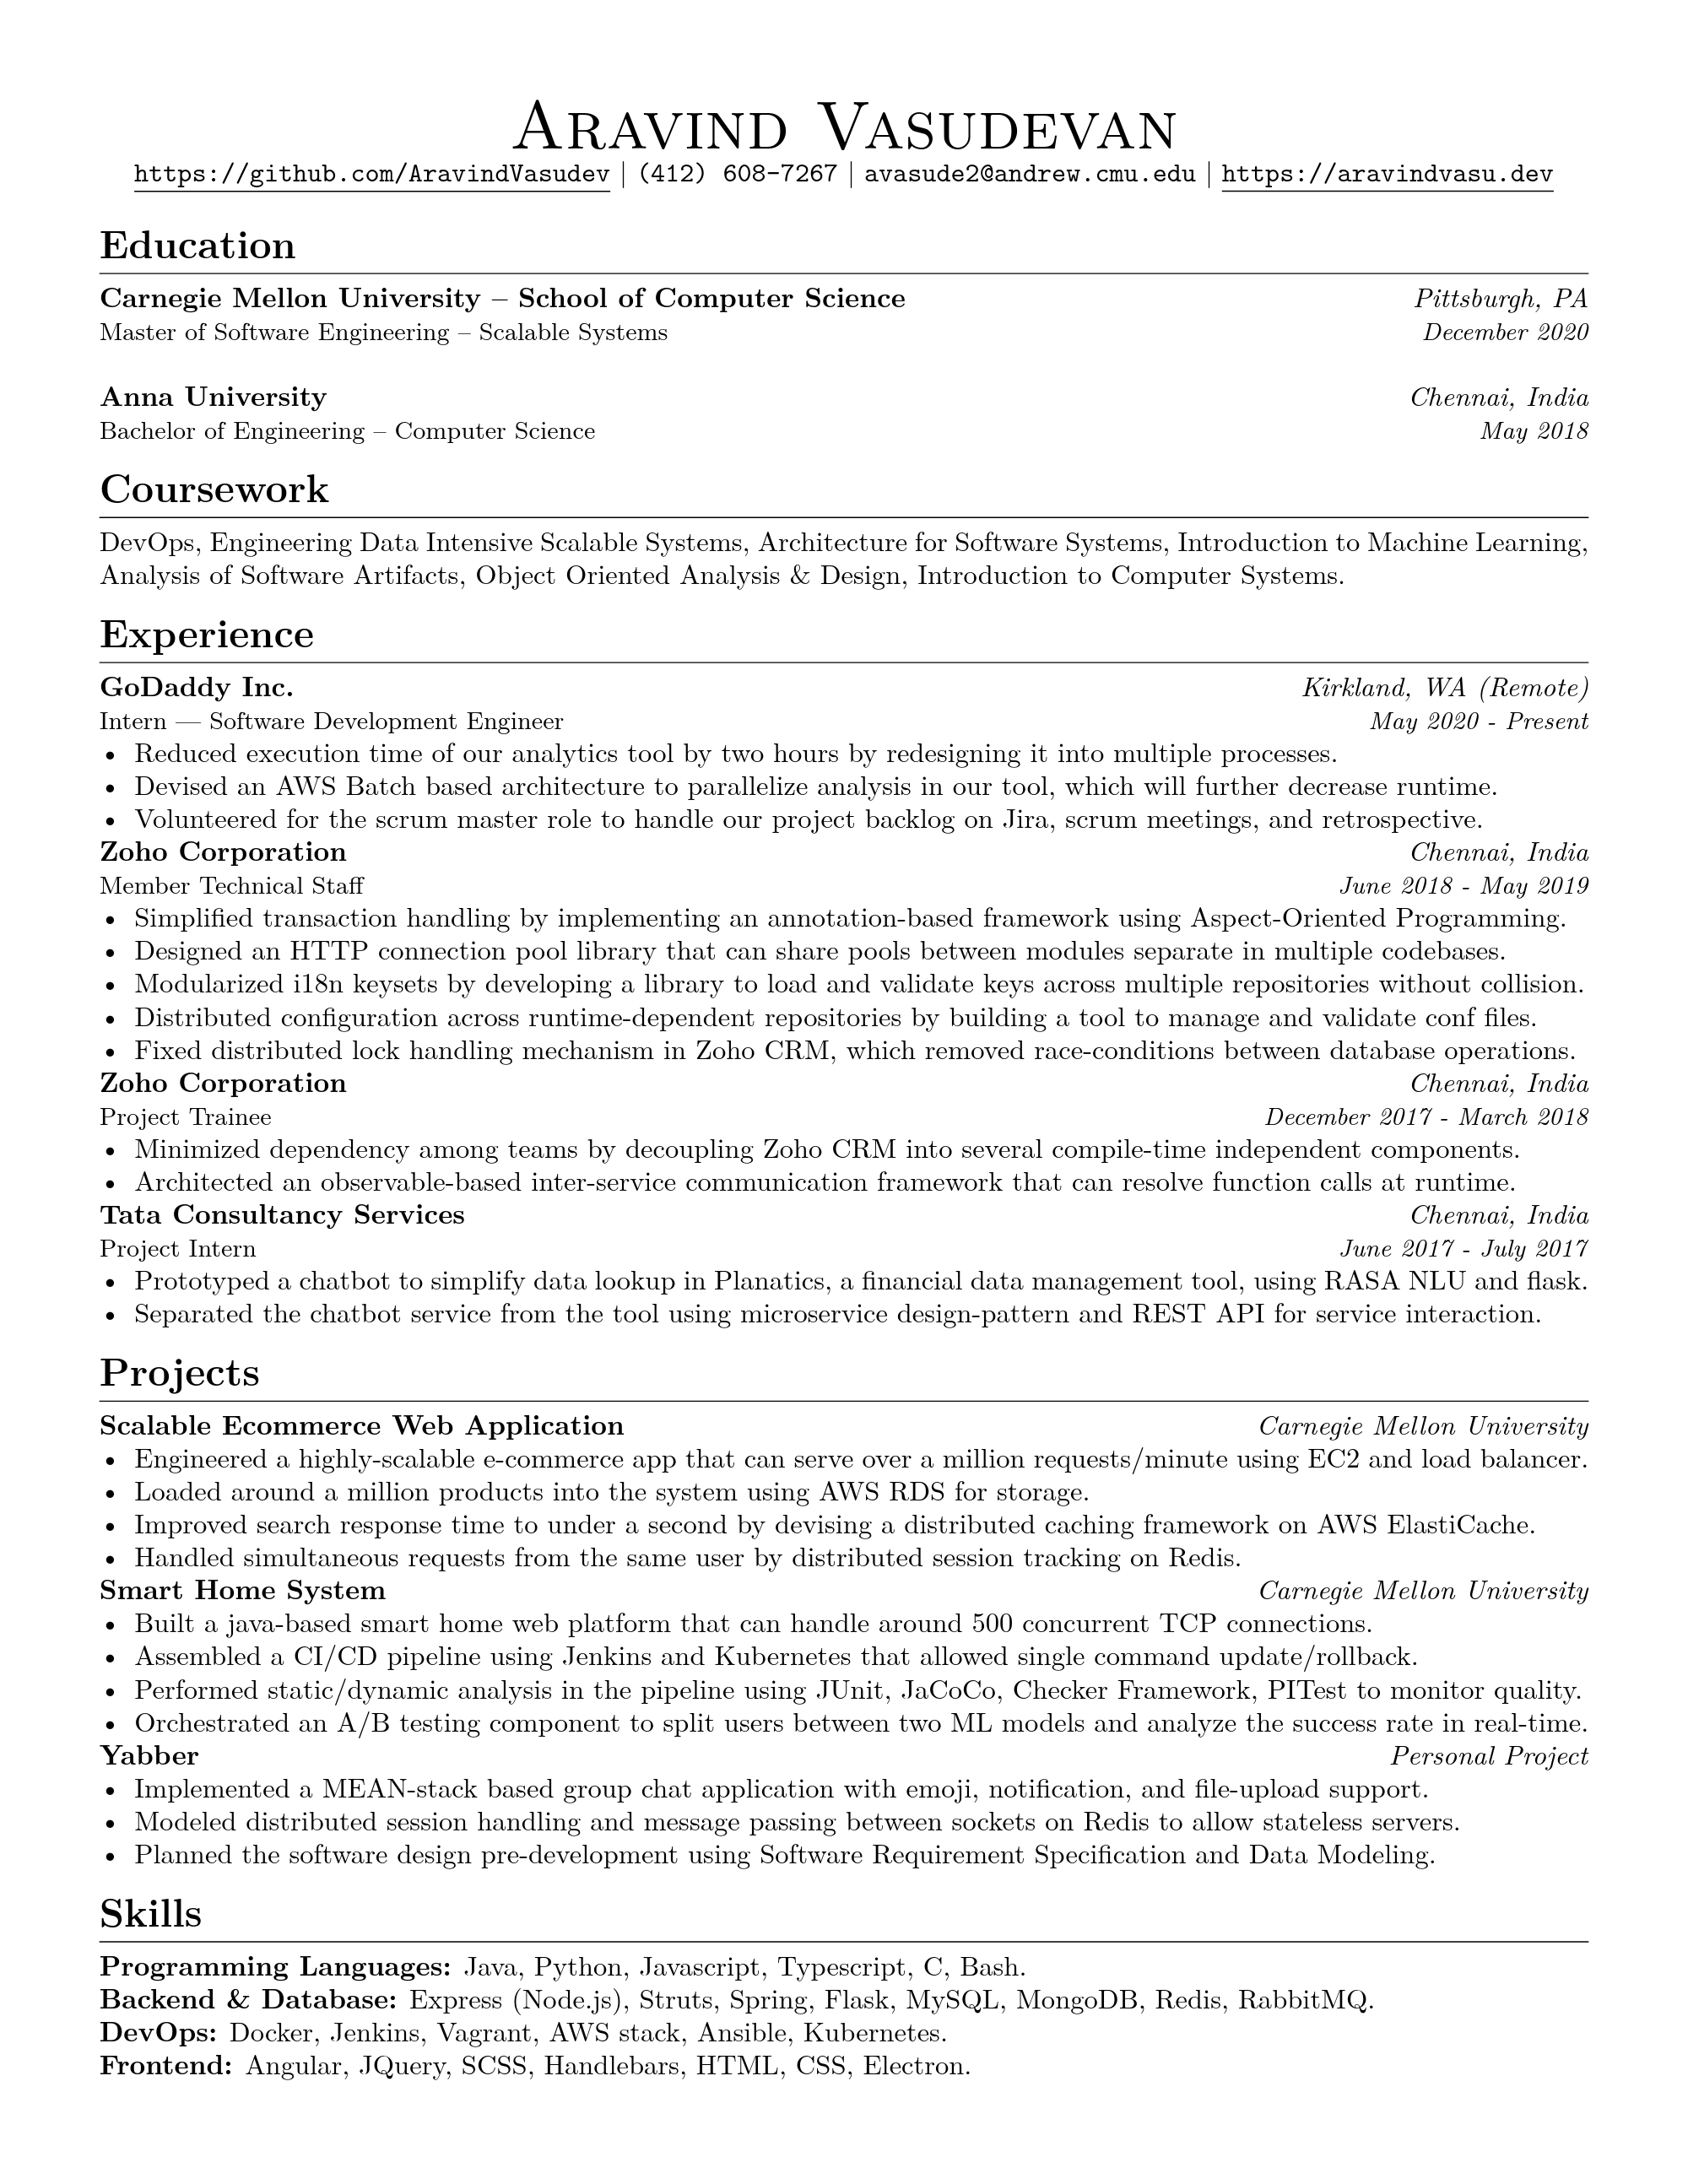 Aravind Vasudevan
https://github.com/AravindVasudev | (412) 608-7267 | avasude2@andrew.cmu.edu | https://aravindvasu.dev
Education
Carnegie Mellon University – School of Computer Science Pittsburgh, PA
Master of Software Engineering – Scalable Systems December 2020
Anna University Chennai, India
Bachelor of Engineering – Computer Science May 2018
Coursework
DevOps, Engineering Data Intensive Scalable Systems, Architecture for Software Systems, Introduction to Machine Learning,
Analysis of Software Artifacts, Object Oriented Analysis & Design, Introduction to Computer Systems.
Experience
GoDaddy Inc. Kirkland, WA (Remote)
Intern — Software Development Engineer May 2020 - Present
• Reduced execution time of our analytics tool by two hours by redesigning it into multiple processes.
• Devised an AWS Batch based architecture to parallelize analysis in our tool, which will further decrease runtime.
• Volunteered for the scrum master role to handle our project backlog on Jira, scrum meetings, and retrospective.
Zoho Corporation Chennai, India
Member Technical Staff June 2018 - May 2019
• Simplified transaction handling by implementing an annotation-based framework using Aspect-Oriented Programming.
• Designed an HTTP connection pool library that can share pools between modules separate in multiple codebases.
• Modularized i18n keysets by developing a library to load and validate keys across multiple repositories without collision.
• Distributed configuration across runtime-dependent repositories by building a tool to manage and validate conf files.
• Fixed distributed lock handling mechanism in Zoho CRM, which removed race-conditions between database operations.
Zoho Corporation Chennai, India
Project Trainee December 2017 - March 2018
• Minimized dependency among teams by decoupling Zoho CRM into several compile-time independent components.
• Architected an observable-based inter-service communication framework that can resolve function calls at runtime.
Tata Consultancy Services Chennai, India
Project Intern June 2017 - July 2017
• Prototyped a chatbot to simplify data lookup in Planatics, a financial data management tool, using RASA NLU and flask.
• Separated the chatbot service from the tool using microservice design-pattern and REST API for service interaction.
Projects
Scalable Ecommerce Web Application Carnegie Mellon University
• Engineered a highly-scalable e-commerce app that can serve over a million requests/minute using EC2 and load balancer.
• Loaded around a million products into the system using AWS RDS for storage.
• Improved search response time to under a second by devising a distributed caching framework on AWS ElastiCache.
• Handled simultaneous requests from the same user by distributed session tracking on Redis.
Smart Home System Carnegie Mellon University
• Built a java-based smart home web platform that can handle around 500 concurrent TCP connections.
• Assembled a CI/CD pipeline using Jenkins and Kubernetes that allowed single command update/rollback.
• Performed static/dynamic analysis in the pipeline using JUnit, JaCoCo, Checker Framework, PITest to monitor quality.
• Orchestrated an A/B testing component to split users between two ML models and analyze the success rate in real-time.
Yabber Personal Project
• Implemented a MEAN-stack based group chat application with emoji, notification, and file-upload support.
• Modeled distributed session handling and message passing between sockets on Redis to allow stateless servers.
• Planned the software design pre-development using Software Requirement Specification and Data Modeling.
Skills
Programming Languages: Java, Python, Javascript, Typescript, C, Bash.
Backend & Database: Express (Node.js), Struts, Spring, Flask, MySQL, MongoDB, Redis, RabbitMQ.
DevOps: Docker, Jenkins, Vagrant, AWS stack, Ansible, Kubernetes.
Frontend: Angular, JQuery, SCSS, Handlebars, HTML, CSS, Electron.